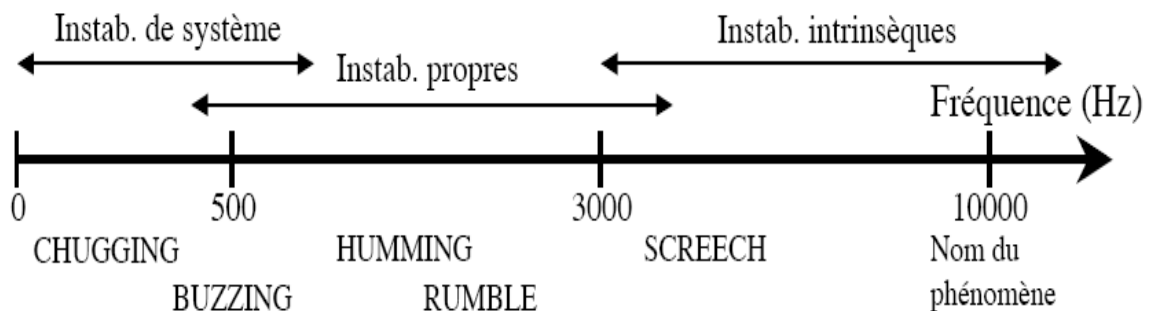 Instab. de système
Instab. intrinsèques
Instab. propres
Fréquence (Hz)
0 500 3000 10000
CHUGGING HUMMING SCREECH Nom du
BUZZING RUMBLE phénomène